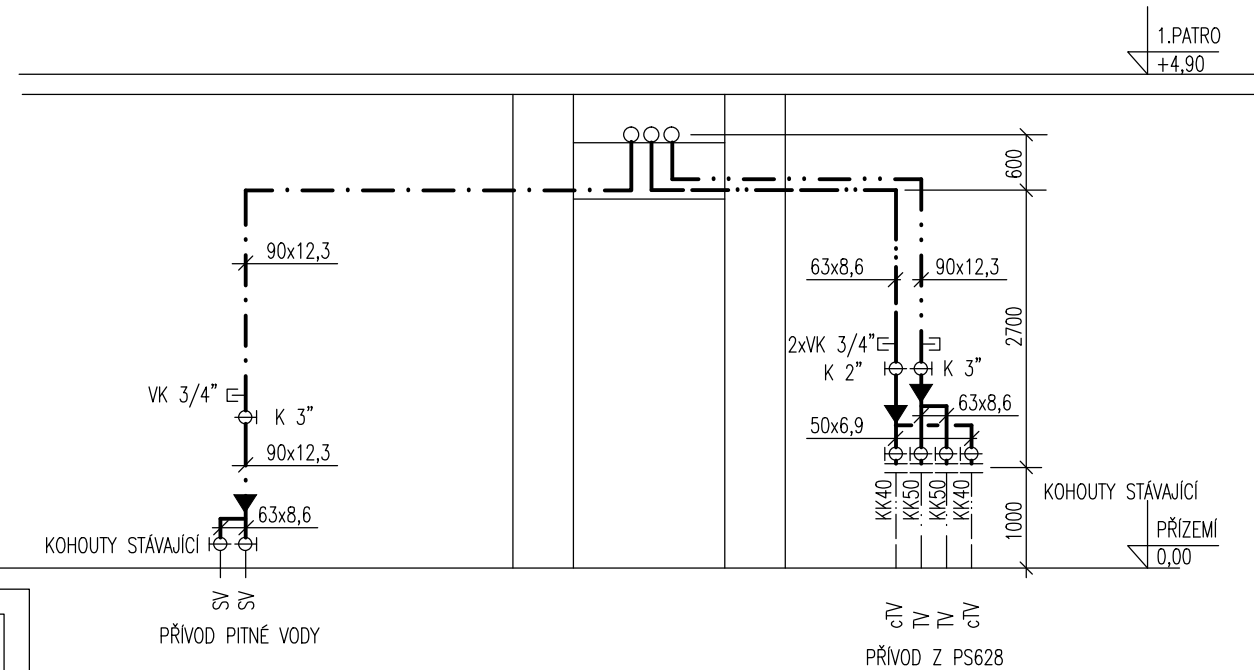 1.PATRO
+4,90
600
90x12,3
63x8,6
90x12,3
2700
2xVK 3/4”
K 2”
K 3”
VK 3/4”
K 3”
63x8,6
50x6,9
90x12,3
KK40
KK50
KK50
KK40
1000
KOHOUTY STÁVAJÍCÍ
63x8,6
KOHOUTY STÁVAJÍCÍ
PŘÍZEMÍ
0,00
SV
SV
PŘÍVOD PITNÉ VODY
cTV
TV
TV
cTV
PŘÍVOD Z PS628